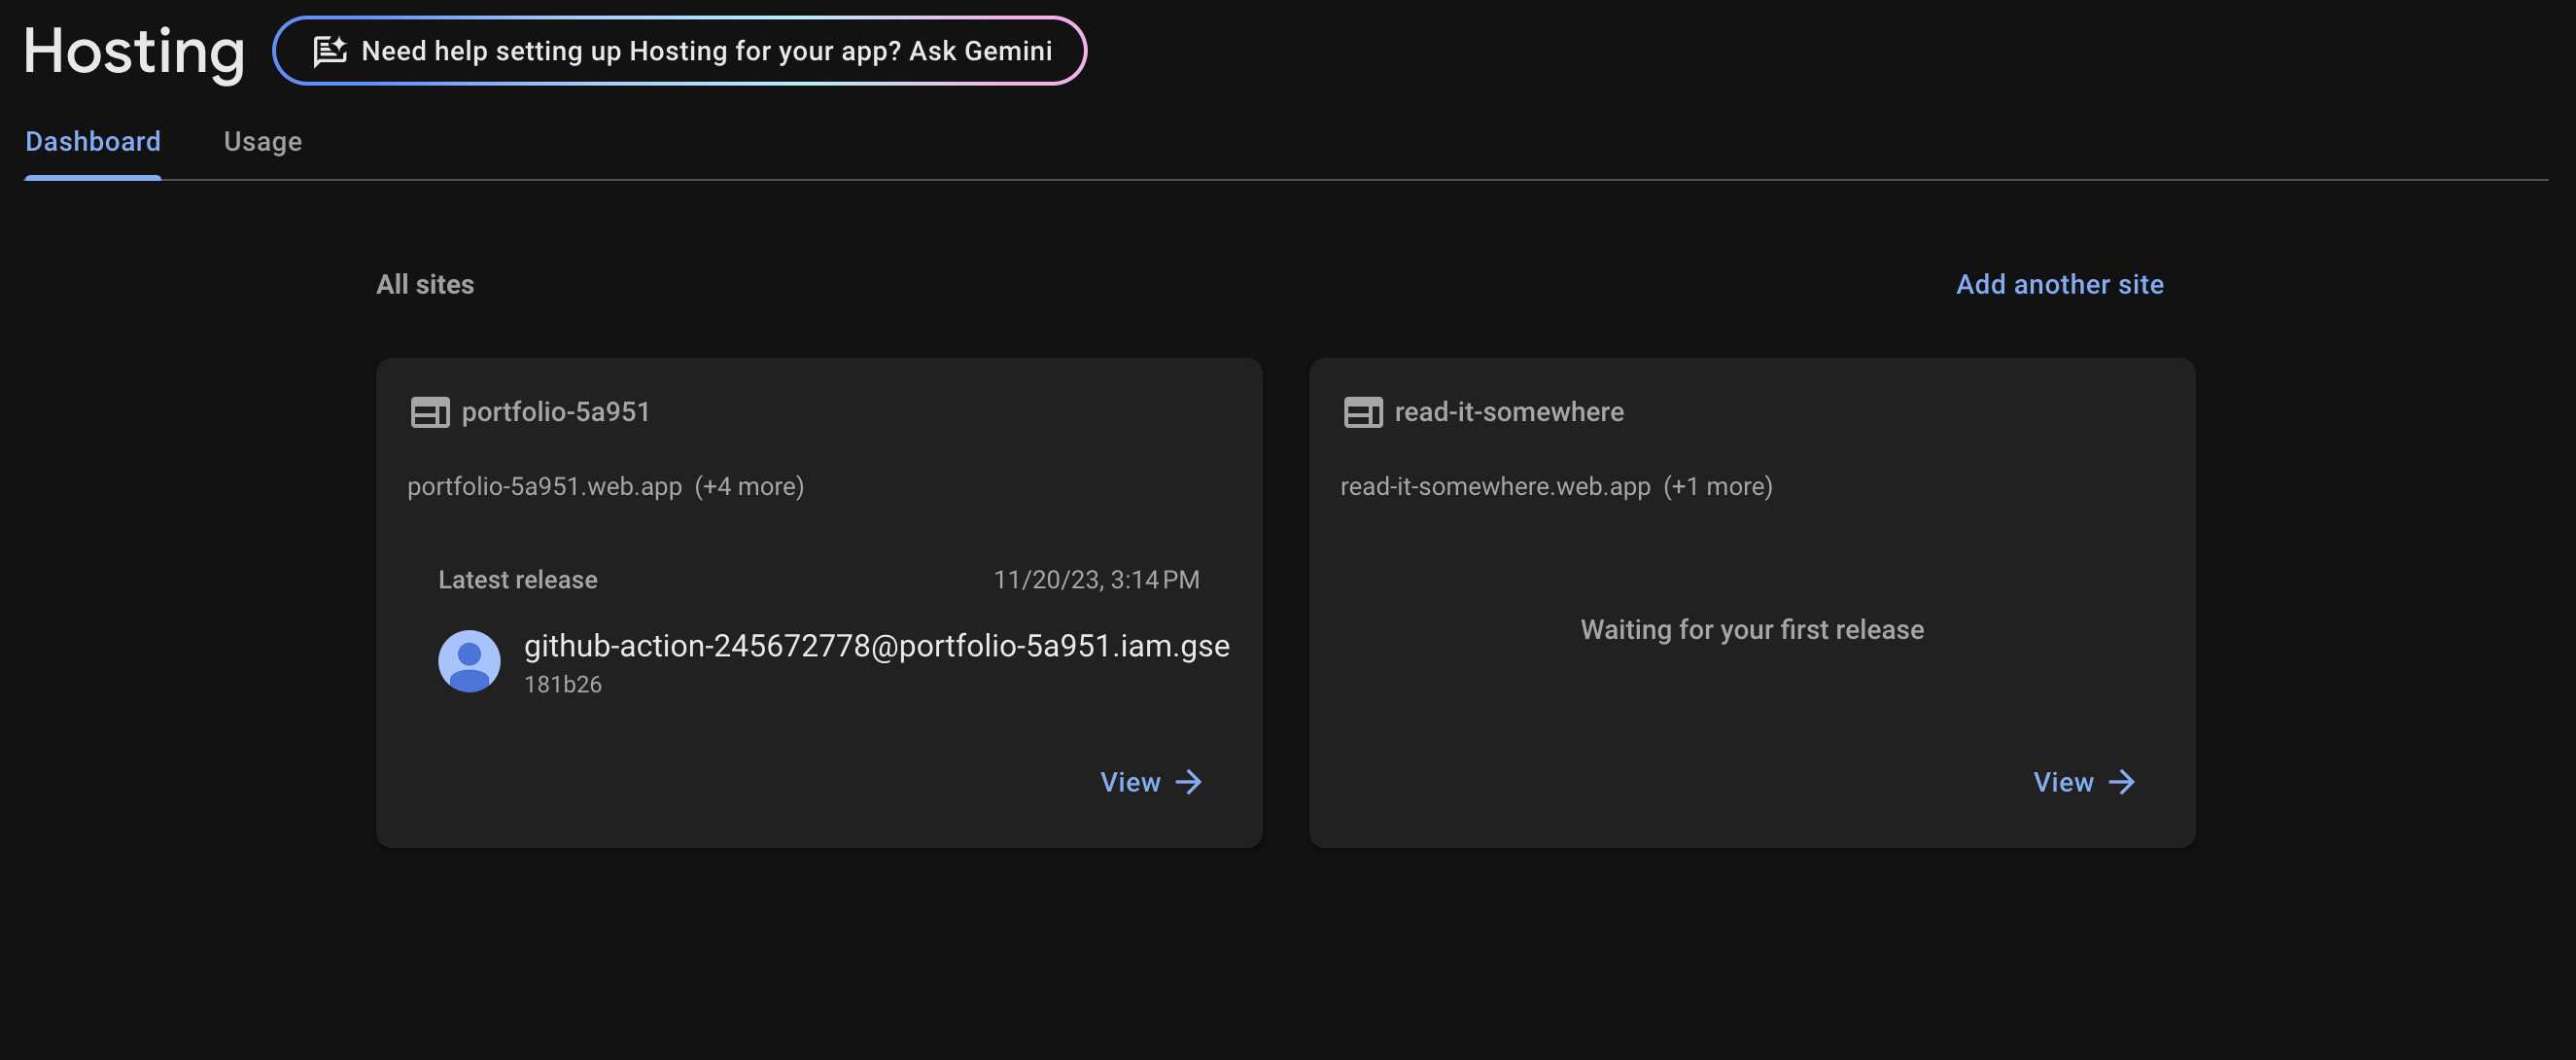 Hosting
Need help setting up Hosting for your app? Ask Gemini
Dashboard
Usage
All sites
Add another site
portfolio-5a951
portfolio-5a951.web.app (+4 more)
Latest release
11/20/23, 3:14 PM
github-action-245672778@portfolio-5a951.iam.gse
181b26
View
read-it-somewhere
read-it-somewhere.web.app (+1 more)
Waiting for your first release
View